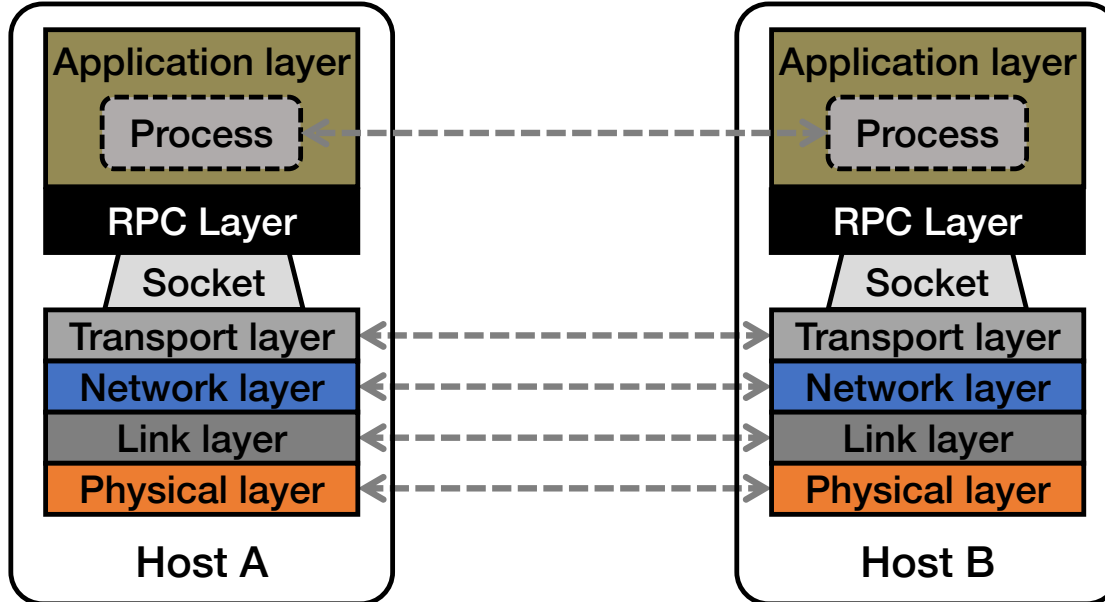 Application layer
Process
RPC Layer
Socket
Transport layer
Network layer
Link layer
Physical layer
Host A
Application layer
Process
RPC Layer
Socket
Transport layer
Network layer
Link layer
Physical layer
Host B